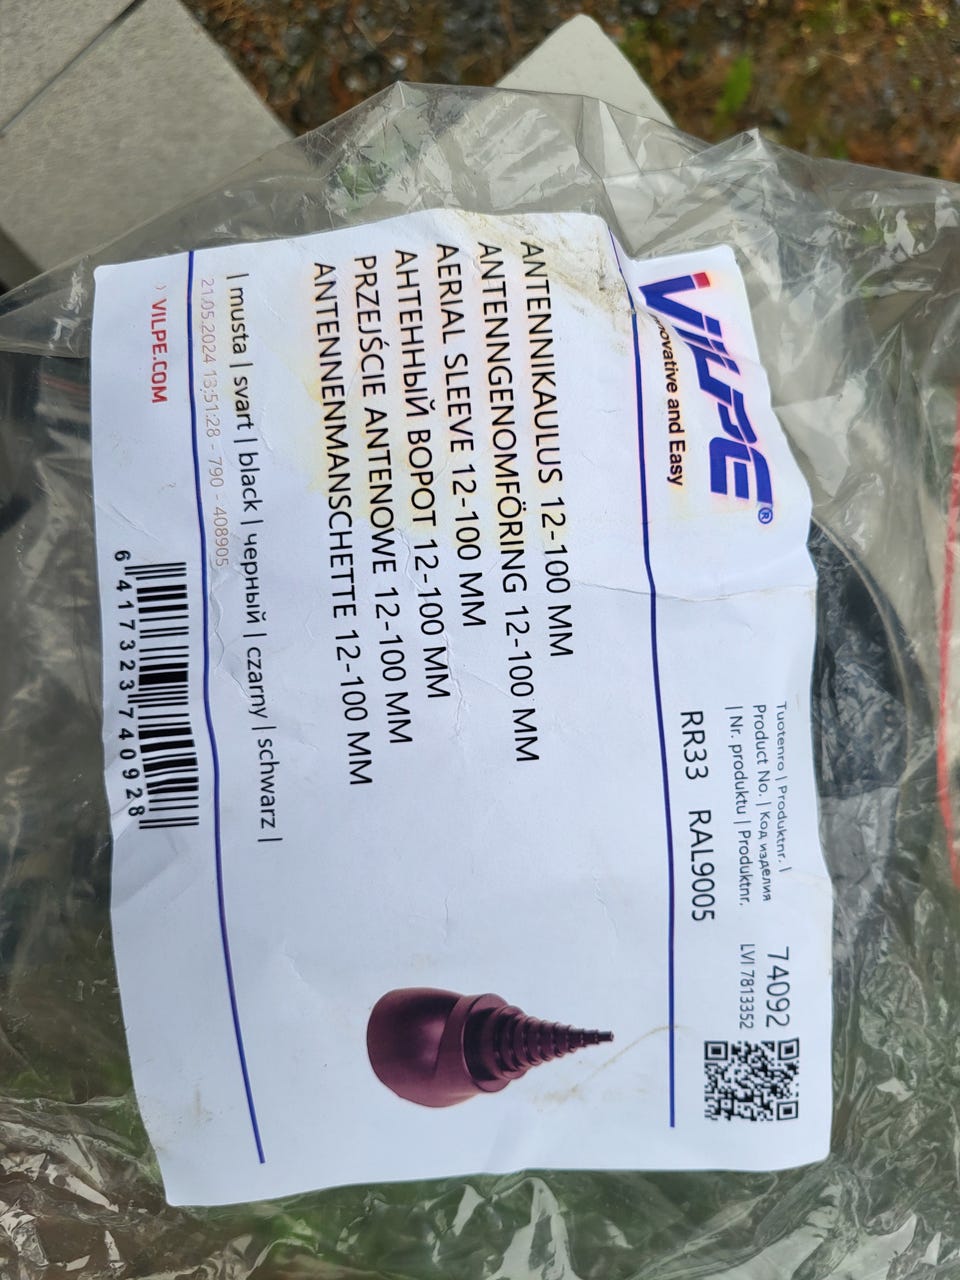 VILPE®
Innovative and Easy
Tuotenro | Produktnr. |
Product No. | Код изделия
| Nr. produktu | Produktnr.
74092
LVI 7813352
RR33 RAL9005
ANTENNIKAULUS 12-100 MM
ANTENNGENOMFÖRING 12-100 MM
AERIAL SLEEVE 12-100 MM
АНТЕННЫЙ ВОРОТ 12-100 MM
PRZEJŚCIE ANTENOWE 12-100 MM
ANTENNENMANSCHETTE 12-100 MM
| musta | svart | black | черный | czarny | schwarz |
21.05.2024 13:51:28 - 790 - 408905
› VILPE.COM
6 417323 740928